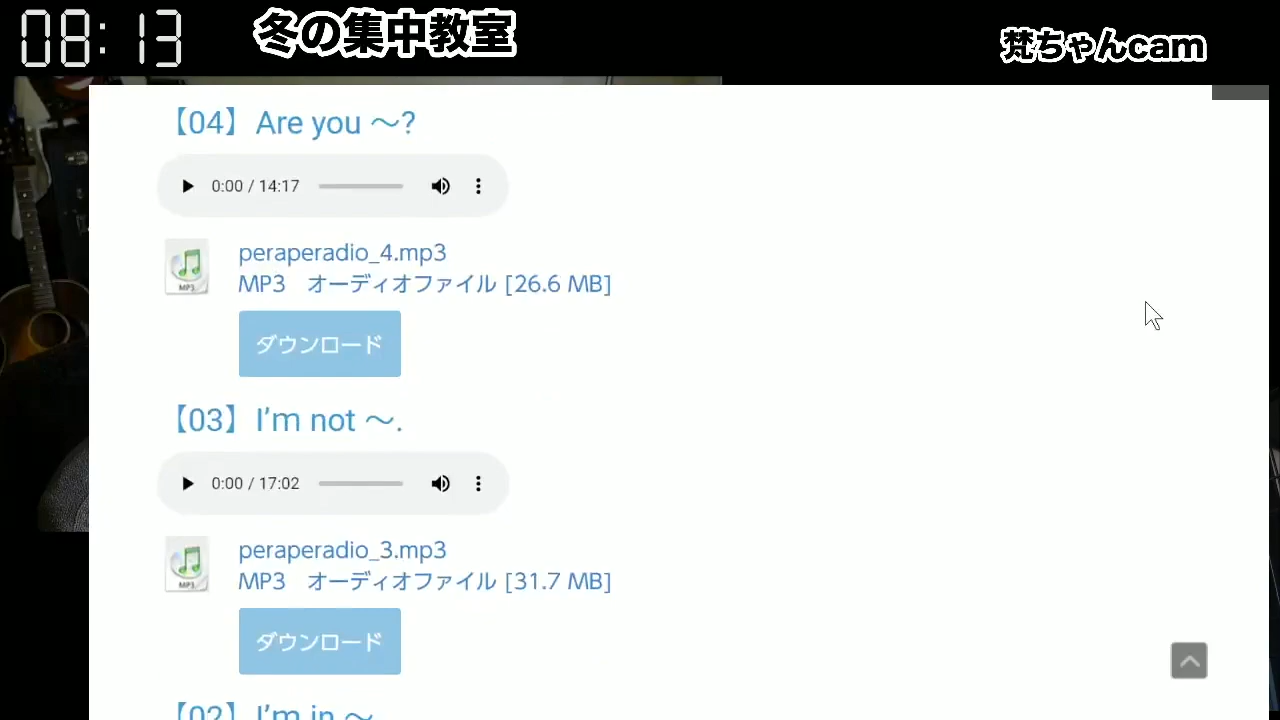 08:13
冬の集中教室
梵ちゃんcam
【04】Are you ～?
0:00 / 14:17
peraperadio_4.mp3
MP3 オーディオファイル [26.6 MB]
ダウンロード
【03】I’m not ～.
0:00 / 17:02
peraperadio_3.mp3
MP3 オーディオファイル [31.7 MB]
ダウンロード
【02】I’m in ～